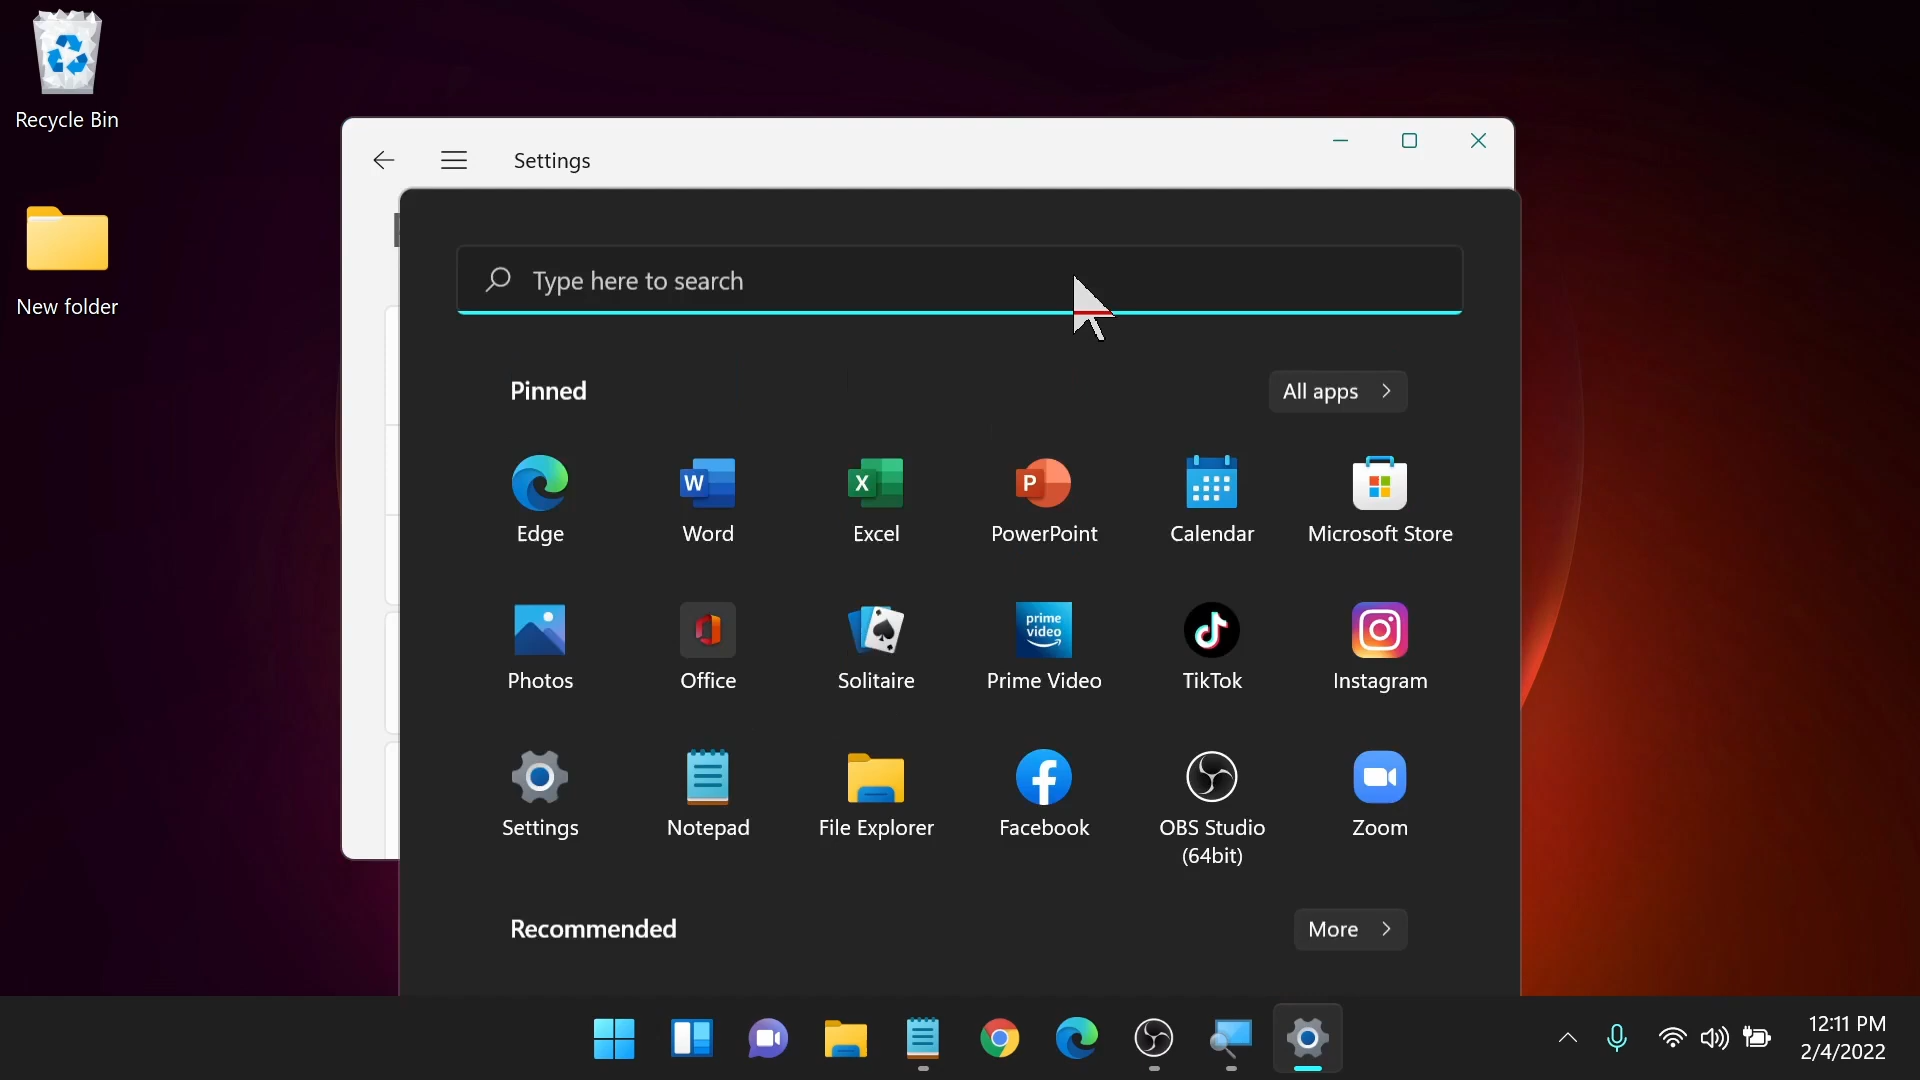 Recycle Bin
New folder
Settings
Type here to search
Pinned
All apps
Edge
Word
Excel
PowerPoint
Calendar
Microsoft Store
Photos
Office
Solitaire
prime
video
Prime Video
TikTok
Instagram
Settings
Notepad
File Explorer
Facebook
OBS Studio
(64bit)
Zoom
Recommended
More
12:11 PM
2/4/2022